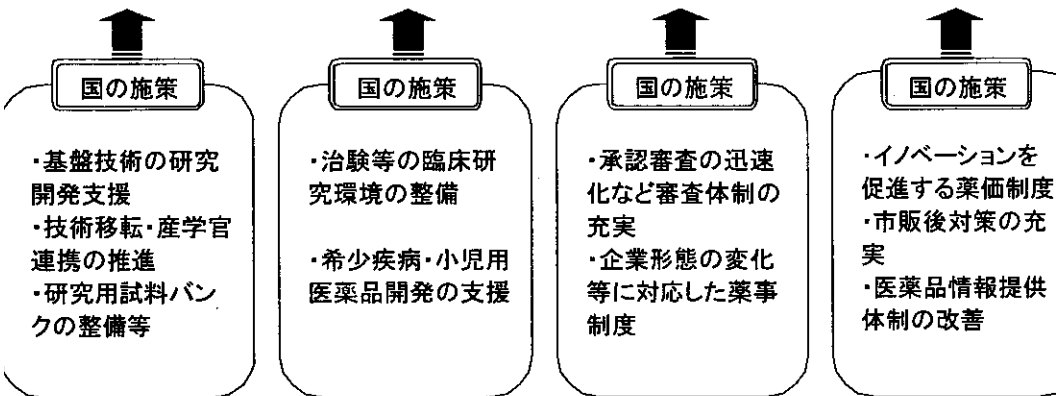 国の施策
・基盤技術の研究
開発支援
・技術移転・産学官
連携の推進
・研究用試料バン
クの整備等
国の施策
・治験等の臨床研
究環境の整備
・希少疾病・小児用
医薬品開発の支援
国の施策
・承認審査の迅速
化など審査体制の
充実
・企業形態の変化
等に対応した薬事
制度
国の施策
・イノベーションを
促進する薬価制度
・市販後対策の充
実
・医薬品情報提供
体制の改善